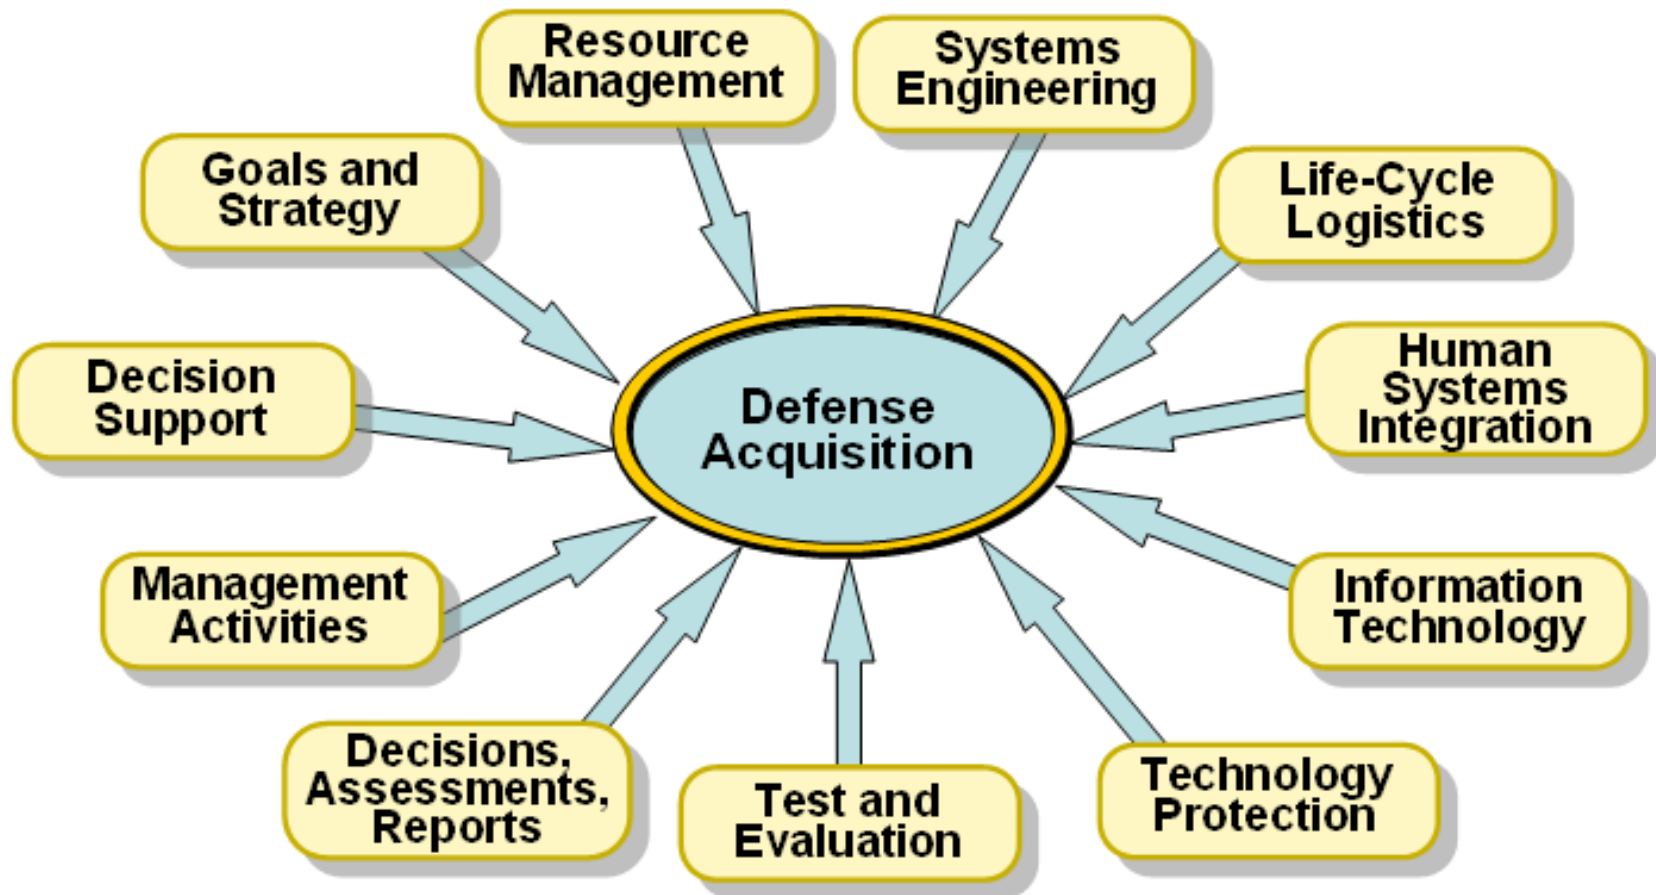 Resource
Management
Systems
Engineering
Goals and
Strategy
Life-Cycle
Logistics
Decision
Support
Defense
Acquisition
Human
Systems
Integration
Management
Activities
Information
Technology
Decisions,
Assessments,
Reports
Test and
Evaluation
Technology
Protection